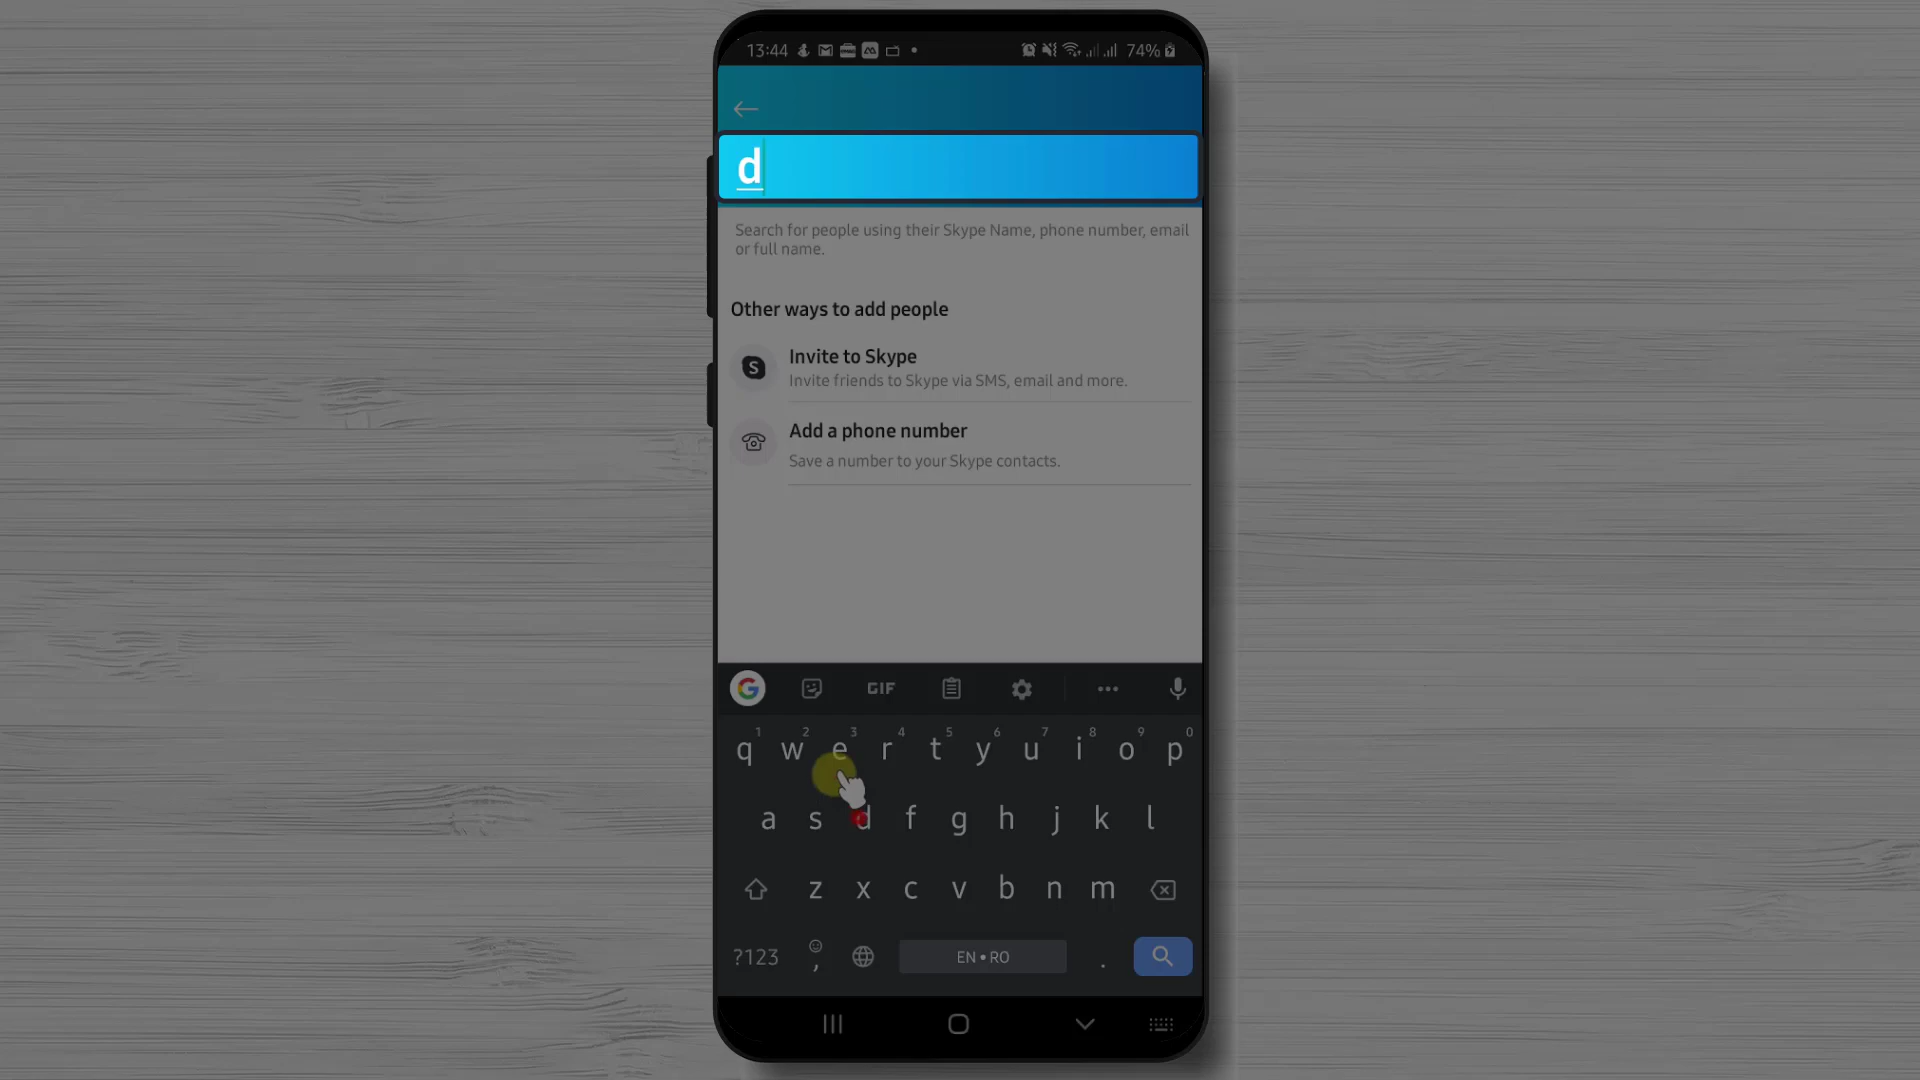 13:44 74%
d
Search for people using their Skype Name, phone number, email
or full name.
Other ways to add people
Invite to Skype
Invite friends to Skype via SMS, email and more.
Add a phone number
Save a number to your Skype contacts.
G GIF
1 2 3 4 5 6 7 8 9 0
q w e r t y u i o p
a s d f g h j k l
z x c v b n m
?123 , EN • RO .